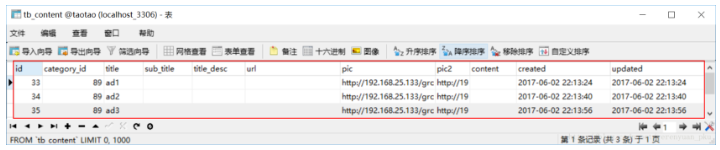 tb_content @taotao (localhost_3306) - 表
文件 编辑 查看 窗口 帮助
导入向导 导出向导 筛选向导 网格查看 表单查看 备注 十六进制 图像 升序排序 降序排序 移除排序 自定义排序
id category_id title sub_title title_desc url pic pic2 content created updated
33 89 ad1 http://192.168.25.133/grc http://19 2017-06-02 22:13:24 2017-06-02 22:13:24
34 89 ad2 http://192.168.25.133/grc http://19 2017-06-02 22:13:40 2017-06-02 22:13:40
35 89 ad3 http://192.168.25.133/grc http://19 2017-06-02 22:13:56 2017-06-02 22:13:56
1
FROM `tb_content` LIMIT 0, 1000 第 1 条记录 (共 3 条) 于 1 页